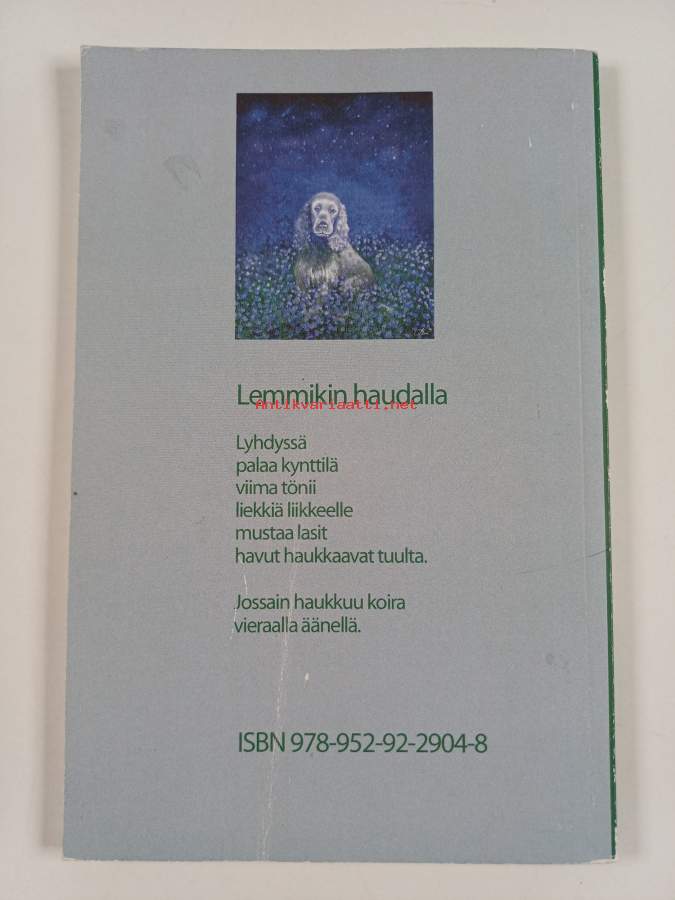 Lemmikin haudalla
Antikvariaatti.net
Lyhdyssä
palaa kynttilä
viima tönii
liekkiä liikkeelle
mustaa lasit
havut haukkaavat tuulta.
Jossain haukkuu koira
vieraalla äänellä.
ISBN 978-952-92-2904-8